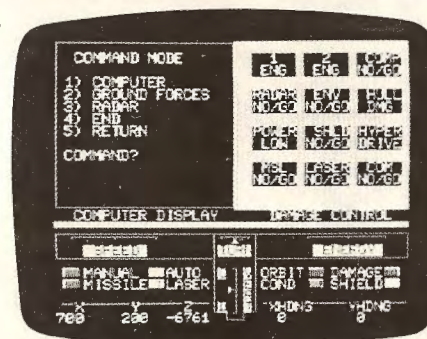 COMMAND MODE
1) COMPUTER
2) GROUND FORCES
3) RADAR
4) END
5) RETURN
COMMAND?
1 ENG
2 ENG
NO/GO
RADAR NO/GO
ENV NO/GO
HULL DMG
POWER LOW
NO/GO
HYPER DRIVE
MSL NO/GO
LASER NO/GO
NO/GO
COMPUTER DISPLAY
DAMAGE CONTROL
SPEED
ENERGY
MANUAL AUTO
ORBIT DAMAGE
MISSILE LASER
COND SHIELD
X Y Z
XHDNG YHDNG
700 200 -6761
0 0